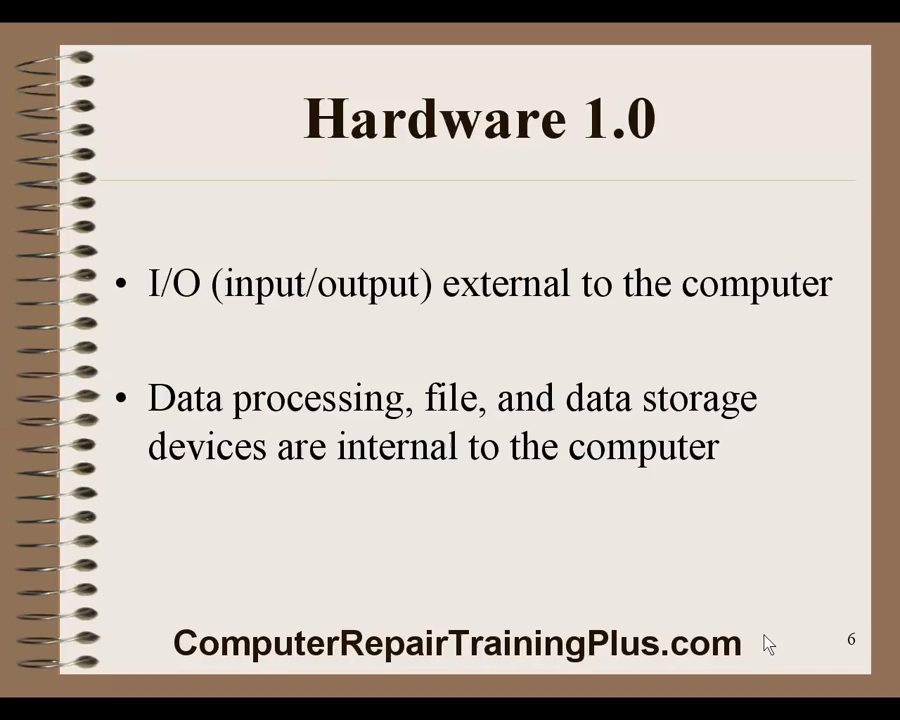 Hardware 1.0
• I/O (input/output) external to the computer
• Data processing, file, and data storage
devices are internal to the computer
ComputerRepairTrainingPlus.com
6